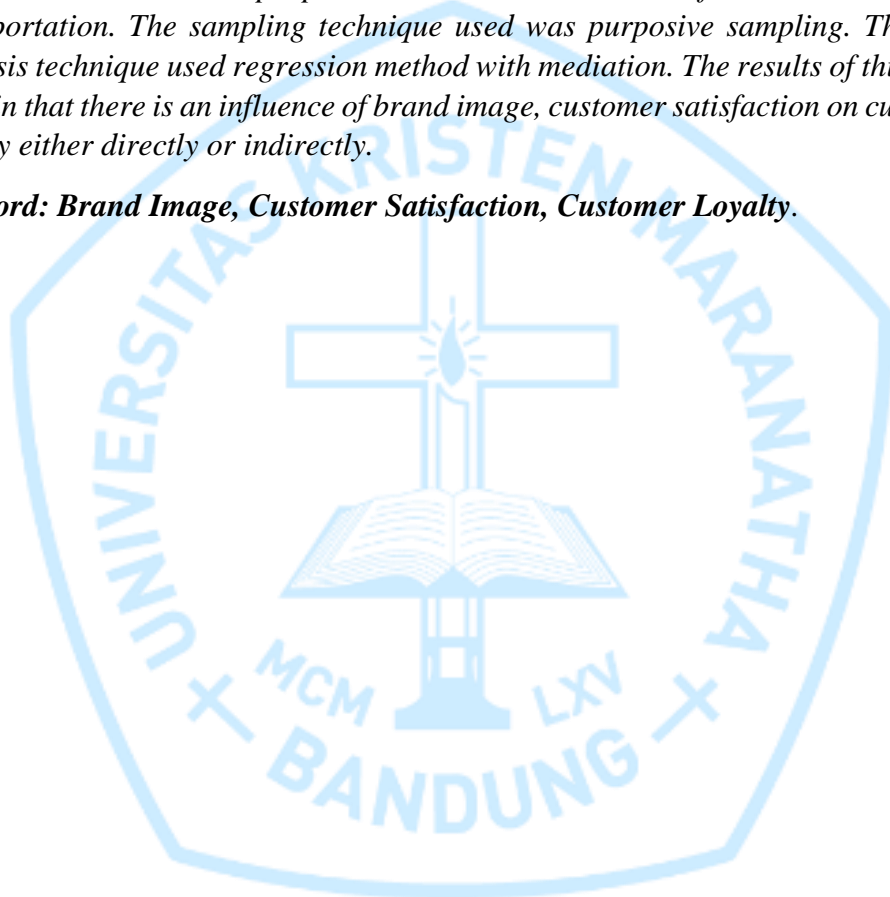 portation. The sampling technique used was purposive sampling. Th
sis technique used regression method with mediation. The results of thi
in that there is an influence of brand image, customer satisfaction on cu
y either directly or indirectly.
ord: Brand Image, Customer Satisfaction, Customer Loyalty.
UNIVERSITAS KRISTEN MARANATHA
MCM LXV
BANDUNG